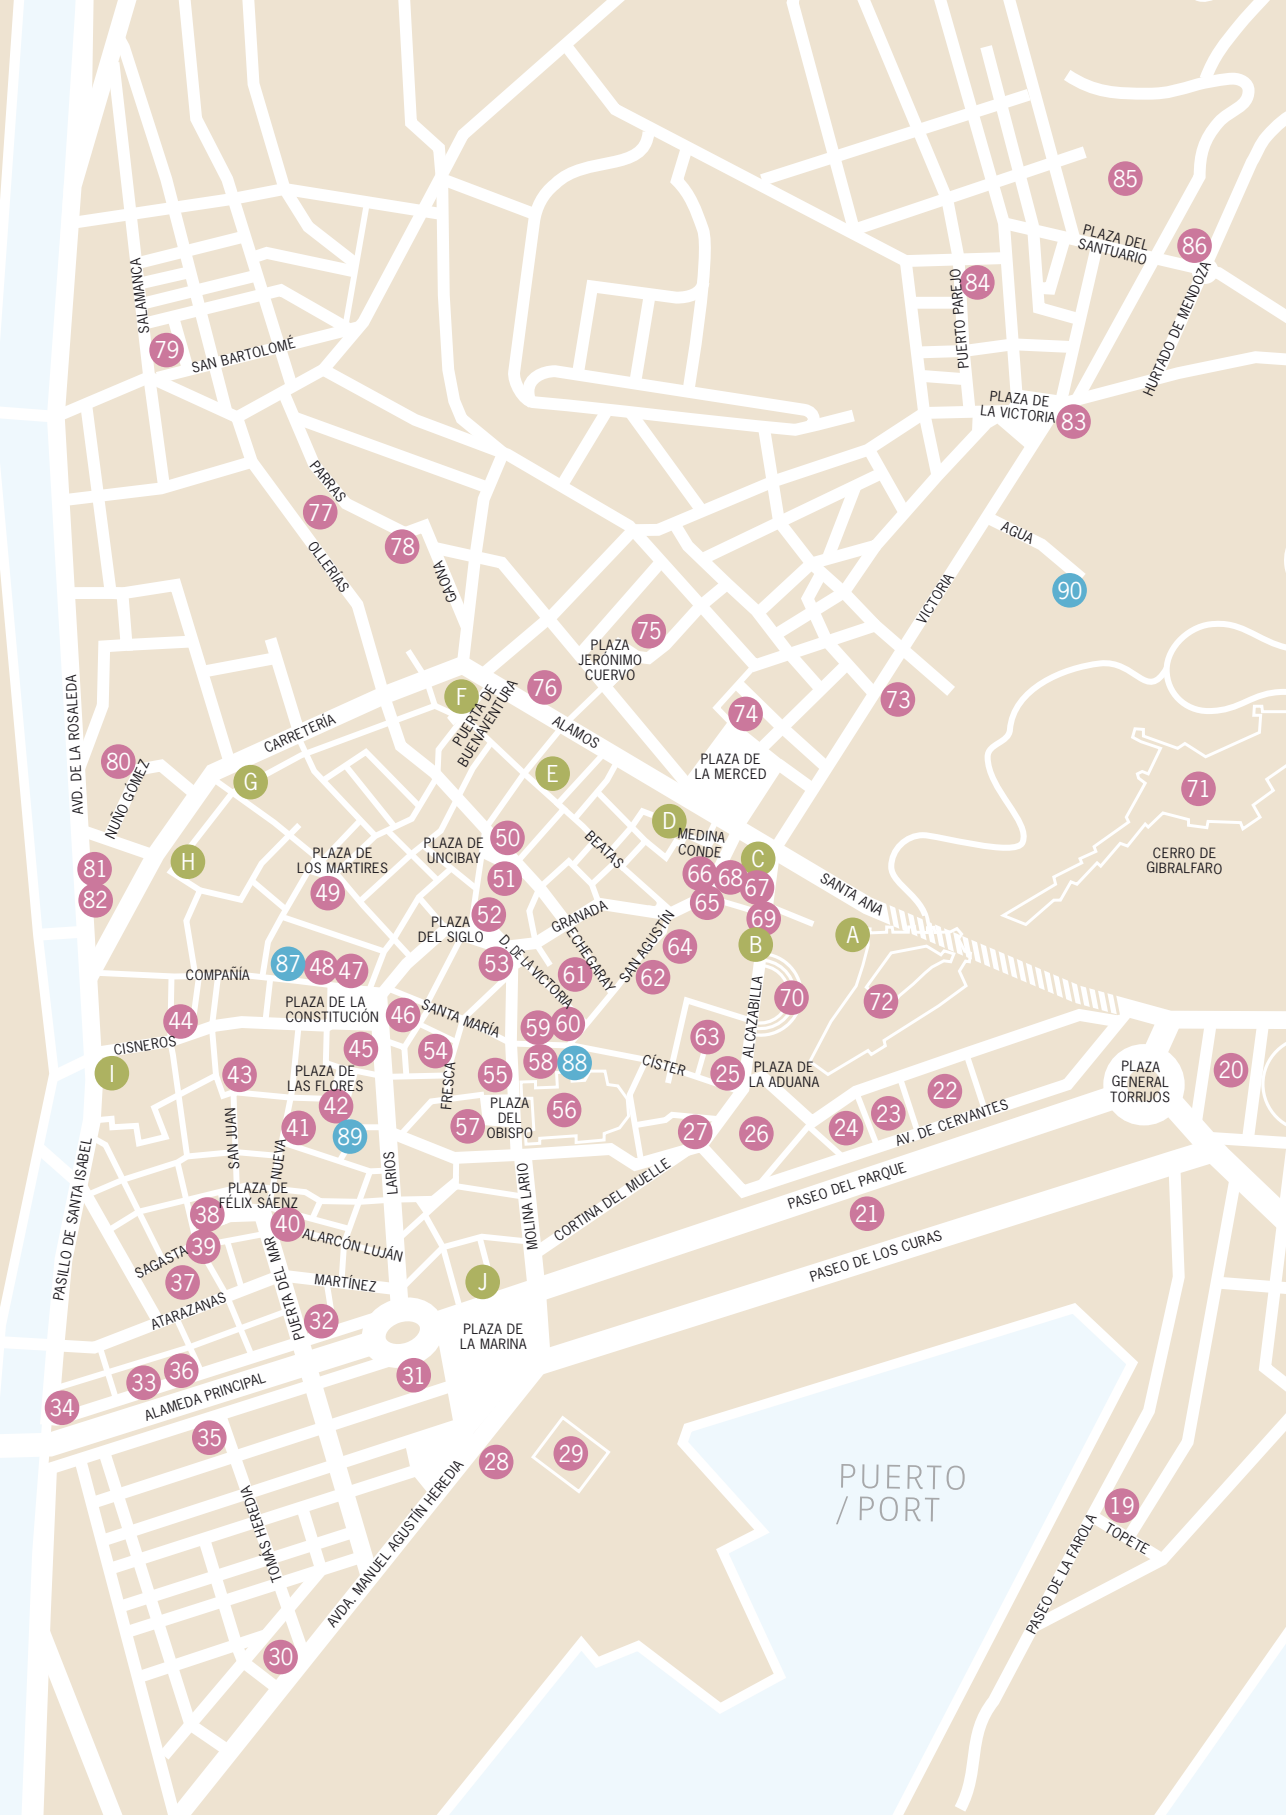 85
PLAZA DEL
SANTUARIO
86
84
PUERTO PAREJO
HURTADO DE MENDOZA
SALAMANCA
79
SAN BARTOLOMÉ
PLAZA DE
LA VICTORIA
83
PARRAS
77
78
OLLERÍAS
GAONA
AGUA
90
VICTORIA
75
PLAZA
JERÓNIMO
CUERVO
76
F
PUERTA DE
BUENAVENTURA
74
73
AVD. DE LA ROSALEDA
CARRETERÍA
ALAMOS
PLAZA DE
LA MERCED
80
NUÑO GÓMEZ
G
E
71
D
MEDINA
CONDE
C
BEATAS
50
PLAZA DE
UNCIBAY
PLAZA DE
LOS MARTIRES
H
CERRO DE
GIBRALFARO
81
82
49
51
66
68
67
65
69
SANTA ANA
52
PLAZA
DEL SIGLO
GRANADA
ECHEGARAY
D. DE LA VICTORIA
SAN AGUSTÍN
64
B
A
COMPAÑÍA
87
48
47
53
61
62
PLAZA DE LA
CONSTITUCIÓN
46
SANTA MARÍA
70
72
44
CISNEROS
59
60
63
ALCAZABILLA
45
54
58
88
CÍSTER
25
PLAZA DE
LA ADUANA
PLAZA
GENERAL
TORRIJOS
20
I
43
PLAZA DE
LAS FLORES
FRESCA
55
22
42
PLAZA
DEL
OBISPO
56
23
24
AV. DE CERVANTES
41
89
57
27
26
SAN JUAN
NUEVA
LARIOS
PASILLO DE SANTA ISABEL
PLAZA DE
FÉLIX SÁENZ
MOLINA LARIO
CORTINA DEL MUELLE
PASEO DEL PARQUE
38
40
21
39
SAGASTA
ALARCÓN LUJÁN
PASEO DE LOS CURAS
37
PUERTA DEL MAR
MARTÍNEZ
J
ATARAZANAS
32
PLAZA DE
LA MARINA
36
33
31
34
ALAMEDA PRINCIPAL
35
28
29
AVDA. MANUEL AGUSTÍN HEREDIA
TOMÁS HEREDIA
PUERTO
/ PORT
19
TOPETE
PASEO DE LA FAROLA
30